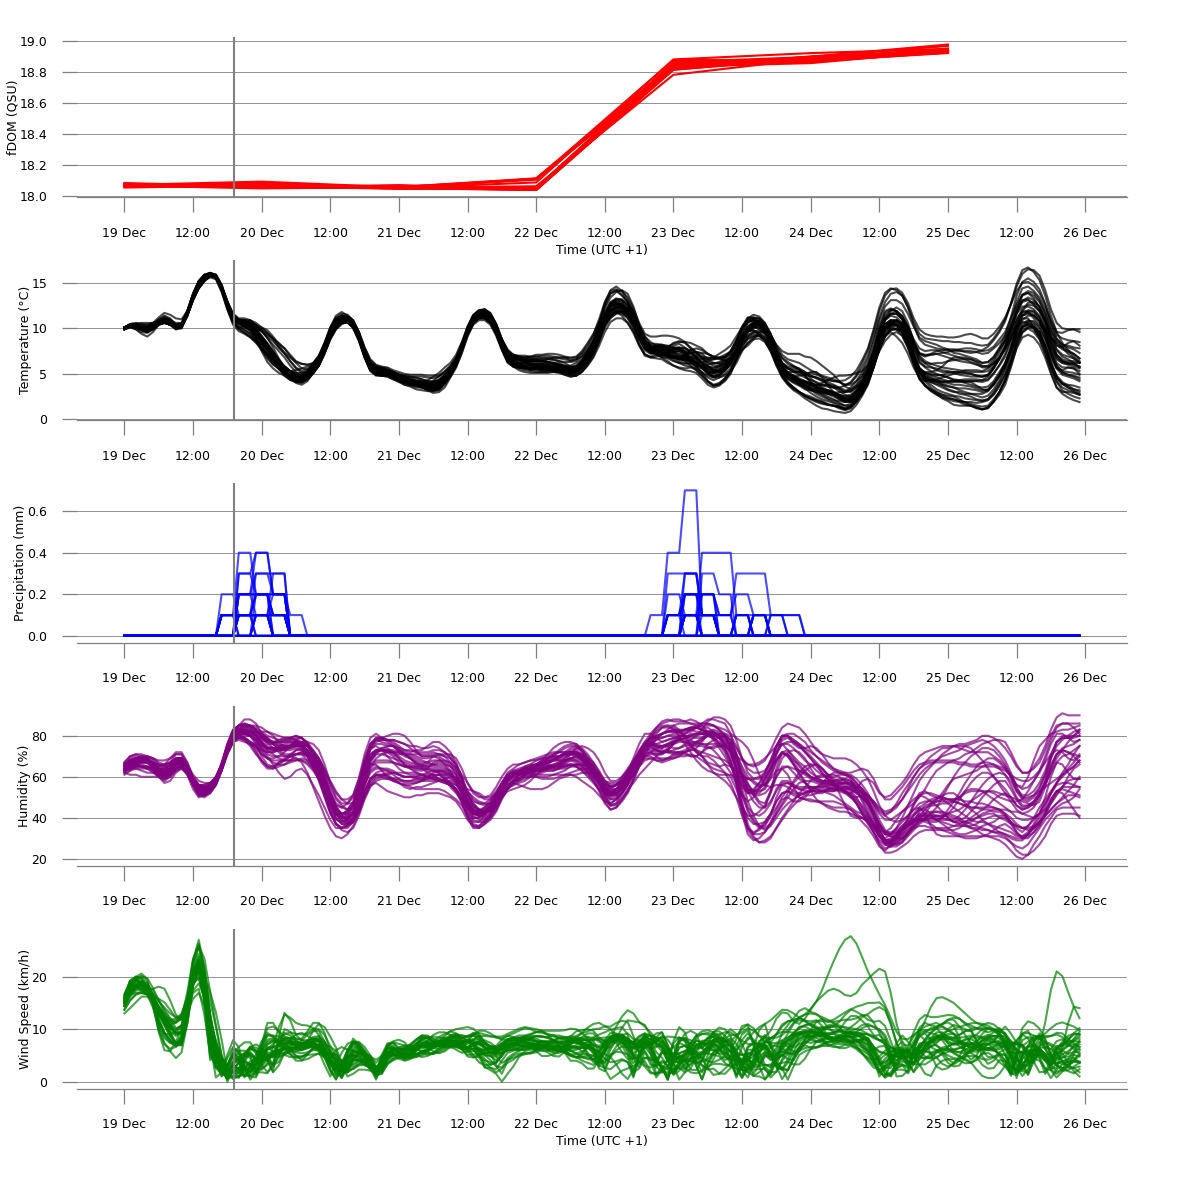 fDOM (QSU)
19.0
18.8
18.6
18.4
18.2
18.0
19 Dec 12:00 20 Dec 12:00 21 Dec 12:00 22 Dec 12:00 23 Dec 12:00 24 Dec 12:00 25 Dec 12:00 26 Dec
Time (UTC +1)
Temperature (°C)
15
10
5
0
19 Dec 12:00 20 Dec 12:00 21 Dec 12:00 22 Dec 12:00 23 Dec 12:00 24 Dec 12:00 25 Dec 12:00 26 Dec
Precipitation (mm)
0.6
0.4
0.2
0.0
19 Dec 12:00 20 Dec 12:00 21 Dec 12:00 22 Dec 12:00 23 Dec 12:00 24 Dec 12:00 25 Dec 12:00 26 Dec
Humidity (%)
80
60
40
20
19 Dec 12:00 20 Dec 12:00 21 Dec 12:00 22 Dec 12:00 23 Dec 12:00 24 Dec 12:00 25 Dec 12:00 26 Dec
Wind Speed (km/h)
20
10
0
19 Dec 12:00 20 Dec 12:00 21 Dec 12:00 22 Dec 12:00 23 Dec 12:00 24 Dec 12:00 25 Dec 12:00 26 Dec
Time (UTC +1)